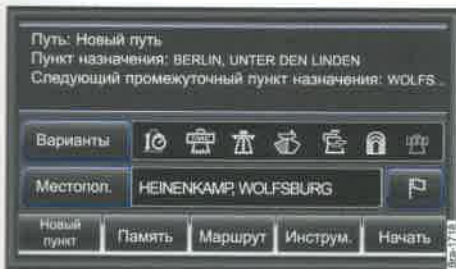 Путь: Новый путь
Пункт назначения: BERLIN, UNTER DEN LINDEN
Следующий промежуточный пункт назначения: WOLFS...
Варианты
Местопол. HEINENKAMP, WOLFSBURG
Новый пункт Память Маршрут Инструм. Начать